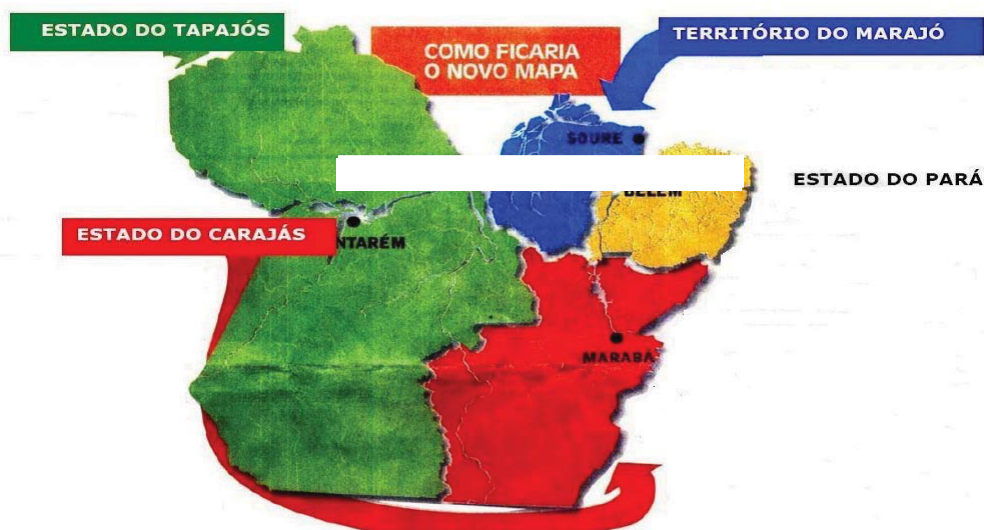 ESTADO DO TAPAJÓS
COMO FICARIA
O NOVO MAPA
TERRITÓRIO DO MARAJÓ
SOURE
BELÉM
ESTADO DO PARÁ
ESTADO DO CARAJÁS
NTARÉM
MARABÁ